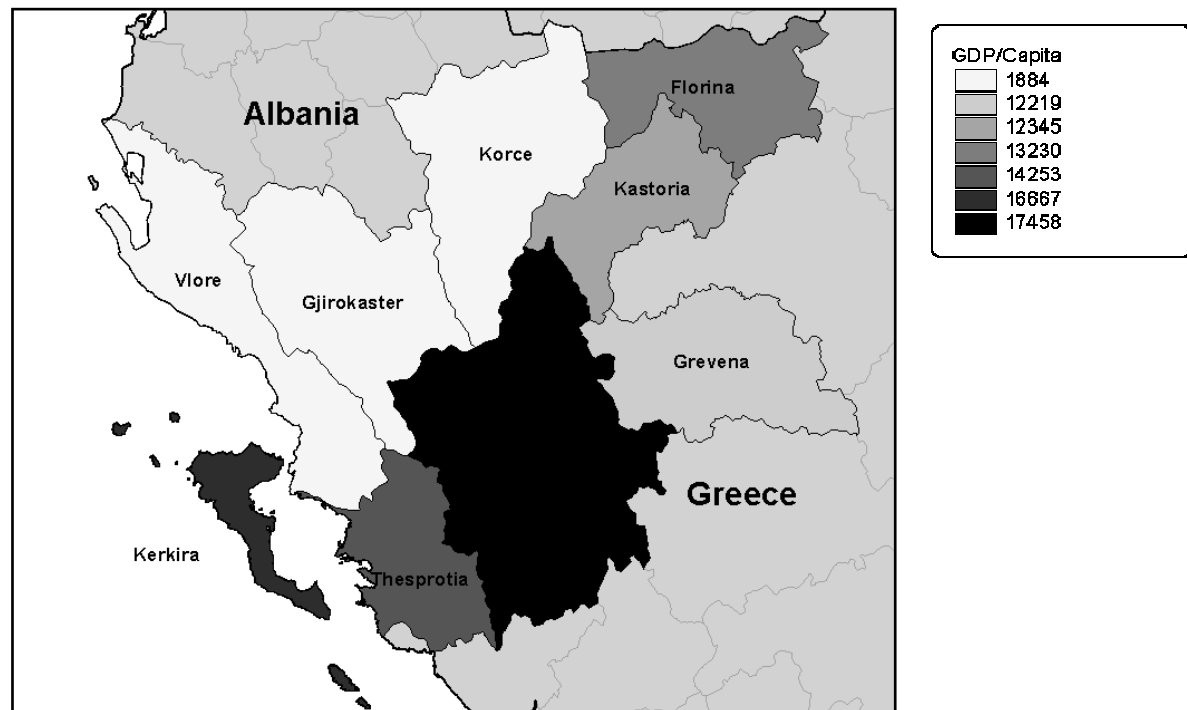 Albania
Florina
Korce
Kastoria
Vlore
Gjirokaster
Grevena
Greece
Kerkira
Thesprotia
GDP/Capita
1884
12219
12345
13230
14253
16667
17458